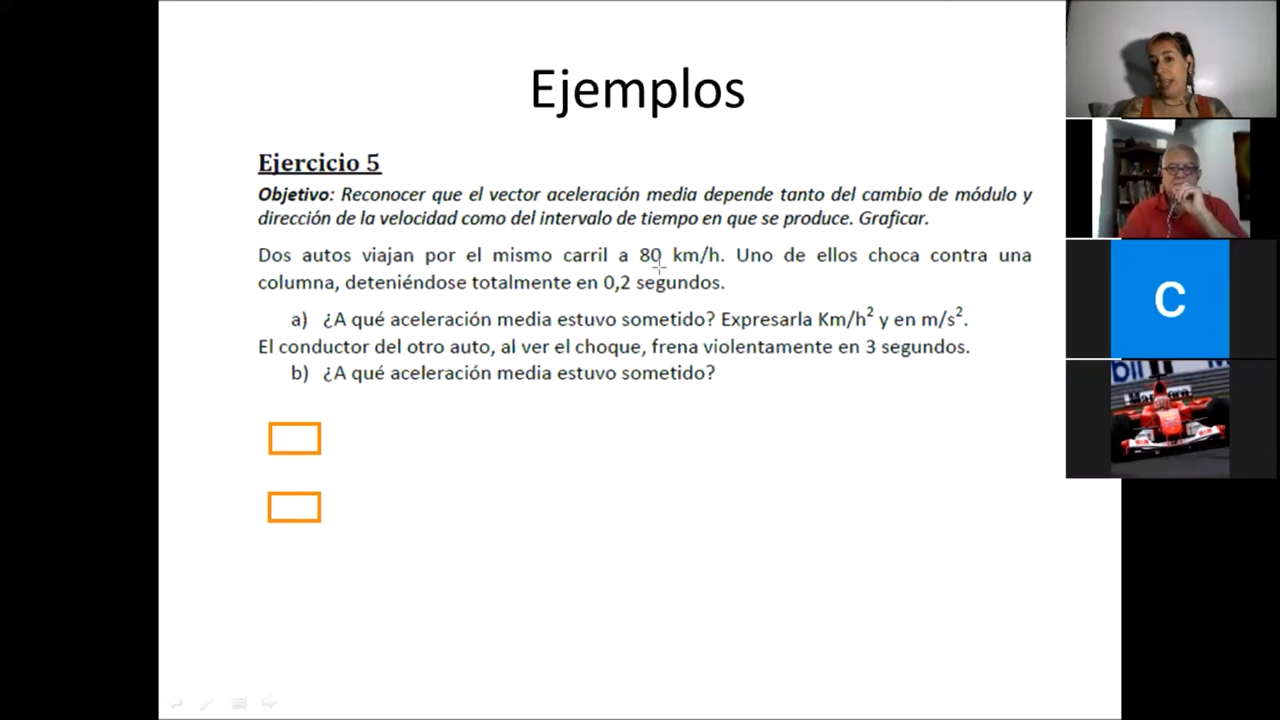 Ejemplos
Ejercicio 5
Objetivo: Reconocer que el vector aceleración media depende tanto del cambio de módulo y
dirección de la velocidad como del intervalo de tiempo en que se produce. Graficar.
Dos autos viajan por el mismo carril a 80 km/h. Uno de ellos choca contra una
columna, deteniéndose totalmente en 0,2 segundos.
a) ¿A qué aceleración media estuvo sometido? Expresarla Km/h² y en m/s².
El conductor del otro auto, al ver el choque, frena violentamente en 3 segundos.
b) ¿A qué aceleración media estuvo sometido?
C